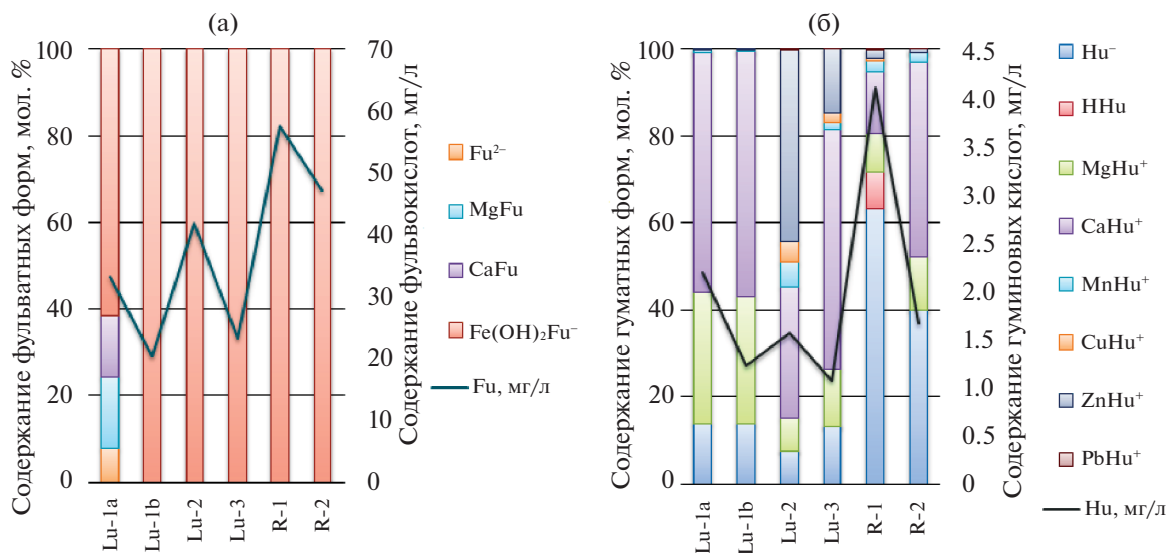 (а)
Содержание фульватных форм, мол. %
100
80
60
40
20
0
70
60
50
40
30
20
10
0
Содержание фульвокислот, мг/л
Lu-1a
Lu-1b
Lu-2
Lu-3
R-1
R-2
Fu²⁻
MgFu
CaFu
Fe(OH)₂Fu⁻
Fu, мг/л
(б)
Содержание гуматных форм, мол. %
100
80
60
40
20
0
4.5
4.0
3.5
3.0
2.5
2.0
1.5
1.0
0.5
0
Содержание гуминовых кислот, мг/л
Lu-1a
Lu-1b
Lu-2
Lu-3
R-1
R-2
Hu⁻
HHu
MgHu⁺
CaHu⁺
MnHu⁺
CuHu⁺
ZnHu⁺
PbHu⁺
Hu, мг/л